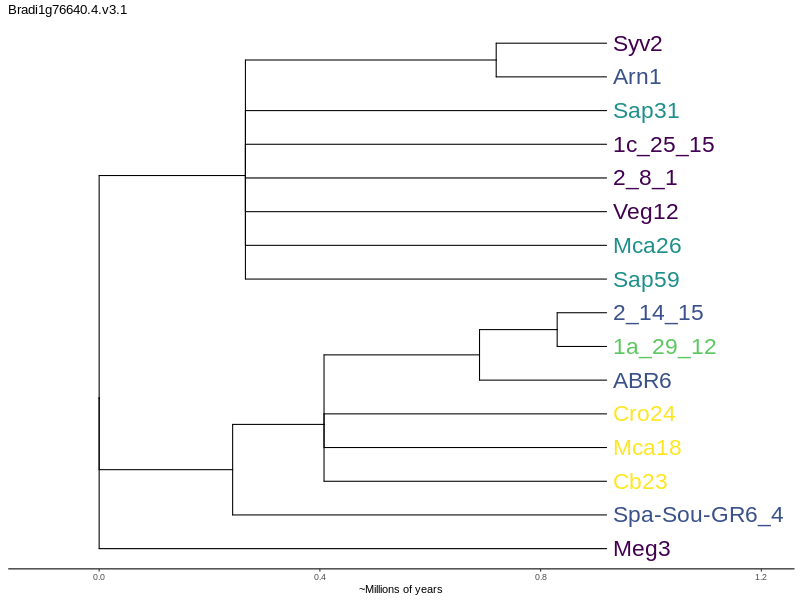 Bradi1g76640.4.v3.1
Syv2
Arn1
Sap31
1c_25_15
2_8_1
Veg12
Mca26
Sap59
2_14_15
1a_29_12
ABR6
Cro24
Mca18
Cb23
Spa-Sou-GR6_4
Meg3
0.0 0.4 0.8 1.2
~Millions of years